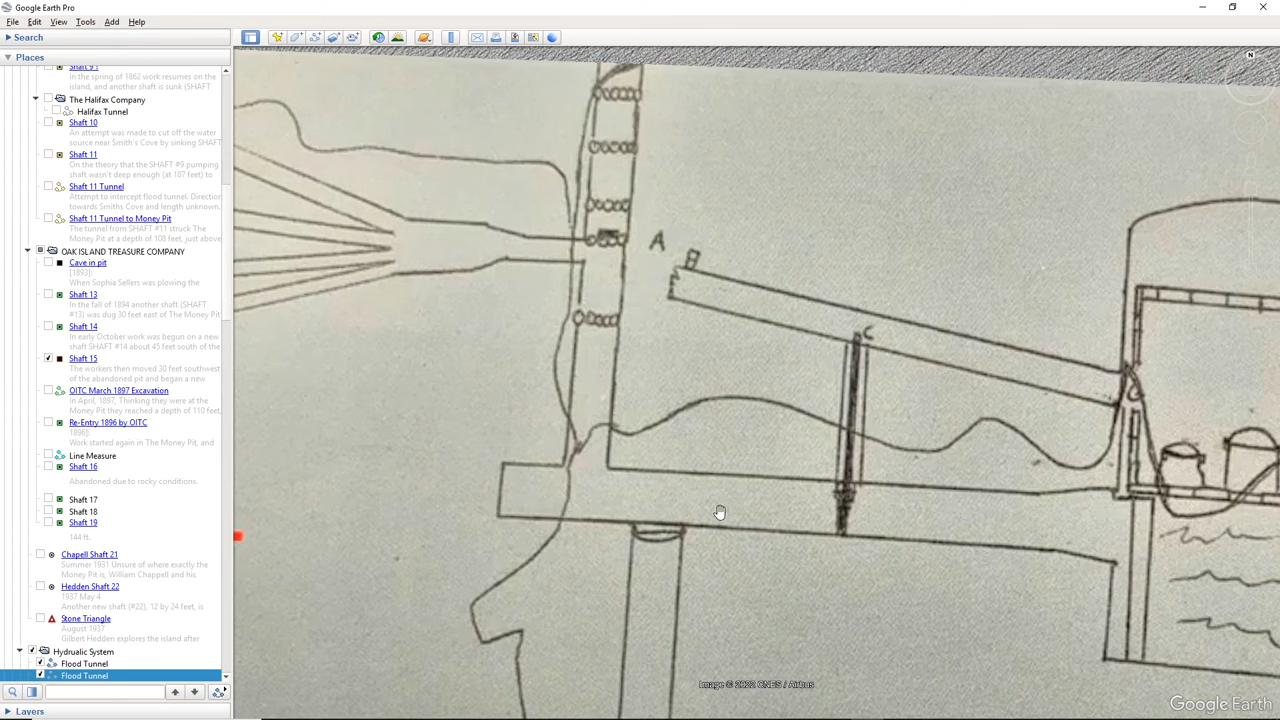 Google Earth Pro
File Edit View Tools Add Help
Search
Places
Shaft 9 ?
In the spring of 1862 work resumes on the
island, and another shaft (SHAFT
The Halifax Company
Halifax Tunnel
Shaft 10
An attempt was made to cut off the water
source near Smith's Cove by sinking SHAFT
Shaft 11
On the theory that the SHAFT #9 pumping
shaft wasn't deep enough (at 107 feet) to
Shaft 11 Tunnel
Attempt to intercept flood tunnel. Direction
towards Smiths Cove and length unknown.
Shaft 11 Tunnel to Money Pit
The tunnel from SHAFT #11 struck The
Money Pit at a depth of 108 feet, just above
OAK ISLAND TREASURE COMPANY
Cave in pit
[1893]:
When Sophia Sellers was plowing the
Shaft 13
In the fall of 1894 another shaft (SHAFT
#13) was dug 30 feet east of The Money Pit
Shaft 14
In early October work was begun on a new
shaft SHAFT #14 about 45 feet south of the
Shaft 15
The workers then moved 30 feet southwest
of the abandoned pit and began a new
OITC March 1897 Excavation
In April, 1897, Thinking they were at the
Money Pit they reached a depth of 110 feet,
Re-Entry 1896 by OITC
1896]:
Work started again in The Money Pit, and
Line Measure
Shaft 16
Abandoned due to rocky conditions.
Shaft 17
Shaft 18
Shaft 19
144 ft.
Chapell Shaft 21
Summer 1931 Unsure of where exactly the
Money Pit is, William Chappell and his
Hedden Shaft 22
1937 May 4
Another new shaft (#22), 12 by 24 feet, is
Stone Triangle
August 1937
Gilbert Hedden explores the island after
Hydrualic System
Flood Tunnel
Flood Tunnel
Layers
N
A
C
Image © 2022 CNES / Airbus
Google Earth